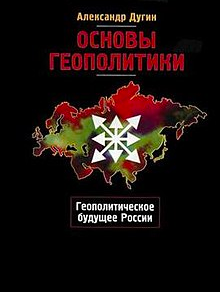 Александр Дугин
ОСНОВЫ
ГЕОПОЛИТИКИ
Геополитическое
будущее России